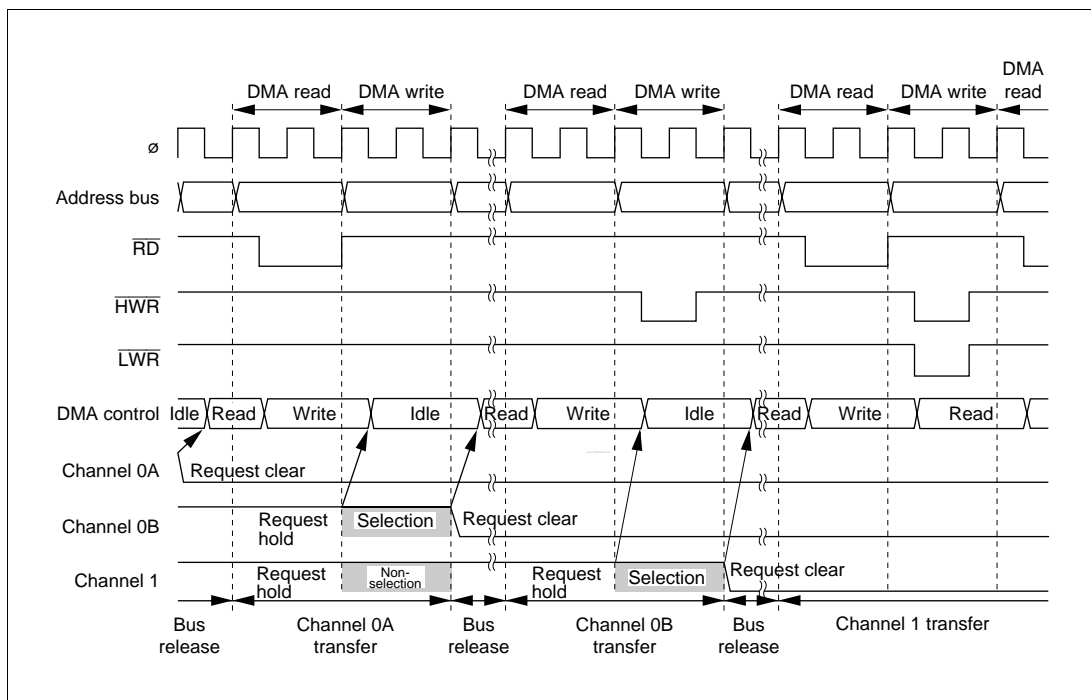 DMA
DMA read DMA write DMA read DMA write DMA read DMA write read
ø
Address bus
RD
HWR
LWR
DMA control Idle Read Write Idle Read Write Idle Read Write Read
Channel 0A Request clear
Channel 0B Request hold Selection Request clear
Channel 1 Request hold Non-selection Request hold Selection Request clear
Bus release Channel 0A transfer Bus release Channel 0B transfer Bus release Channel 1 transfer